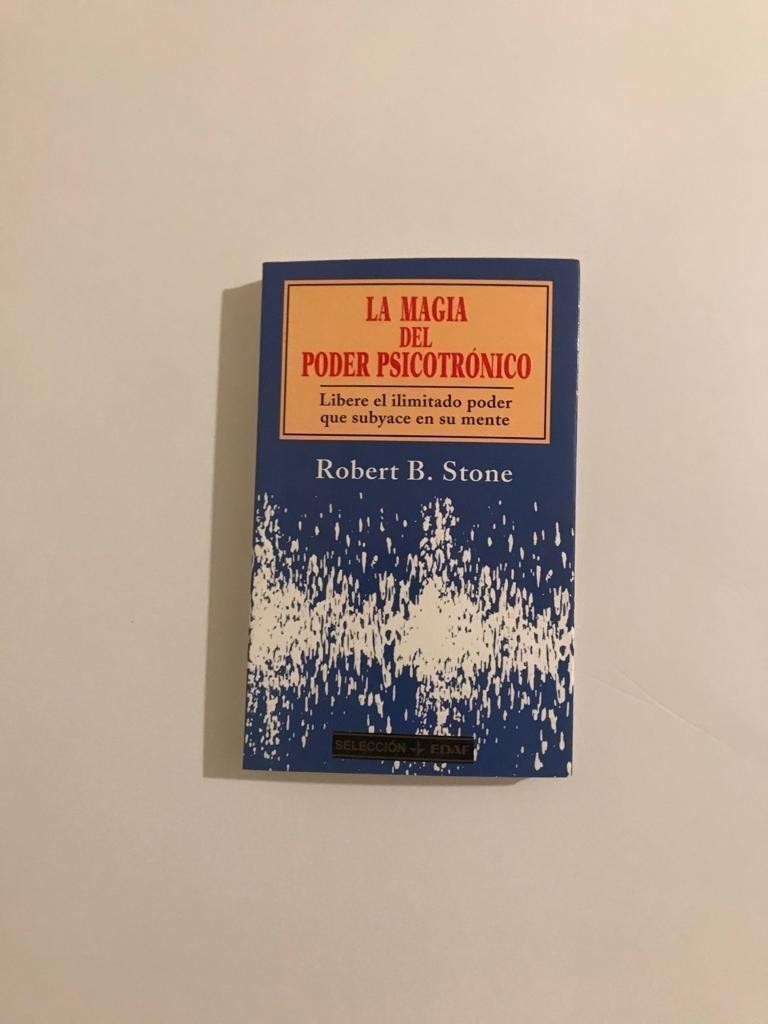 LA MAGIA
DEL
PODER PSICOTRÓNICO
Libere el ilimitado poder
que subyace en su mente
Robert B. Stone
SELECCIÓN EDAF